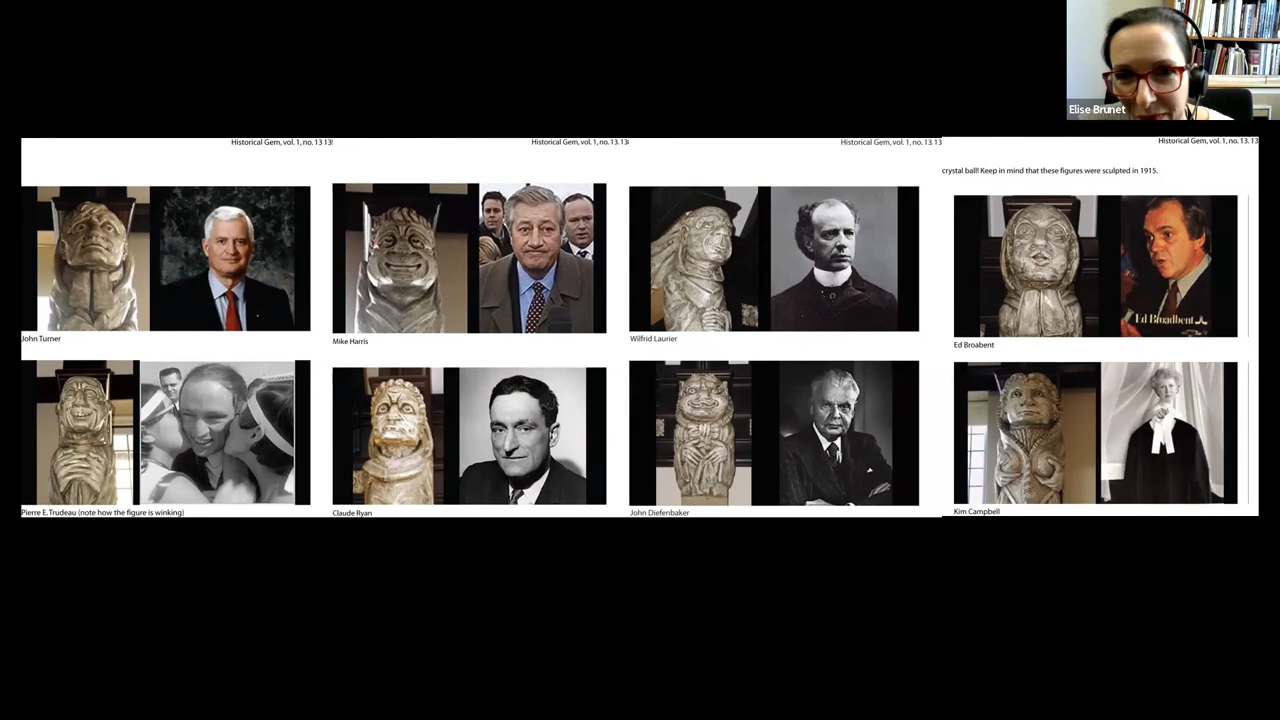 Elise Brunet
Historical Gem, vol. 1, no. 13 13
Historical Gem, vol. 1, no. 13. 13
Historical Gem, vol. 1, no. 13. 13
Historical Gem, vol. 1, no. 13. 13
crystal ball! Keep in mind that these figures were sculpted in 1915.
Ed Broadbent
John Turner
Mike Harris
Wilfrid Laurier
Ed Broabent
Pierre E. Trudeau (note how the figure is winking)
Claude Ryan
John Diefenbaker
Kim Campbell